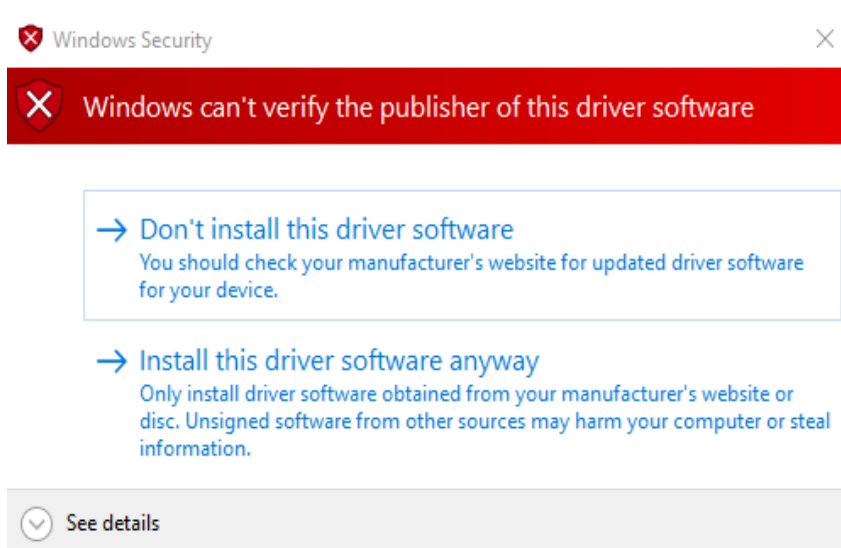 Windows Security
Windows can't verify the publisher of this driver software
Don't install this driver software
You should check your manufacturer's website for updated driver software
for your device.
Install this driver software anyway
Only install driver software obtained from your manufacturer's website or
disc. Unsigned software from other sources may harm your computer or steal
information.
See details